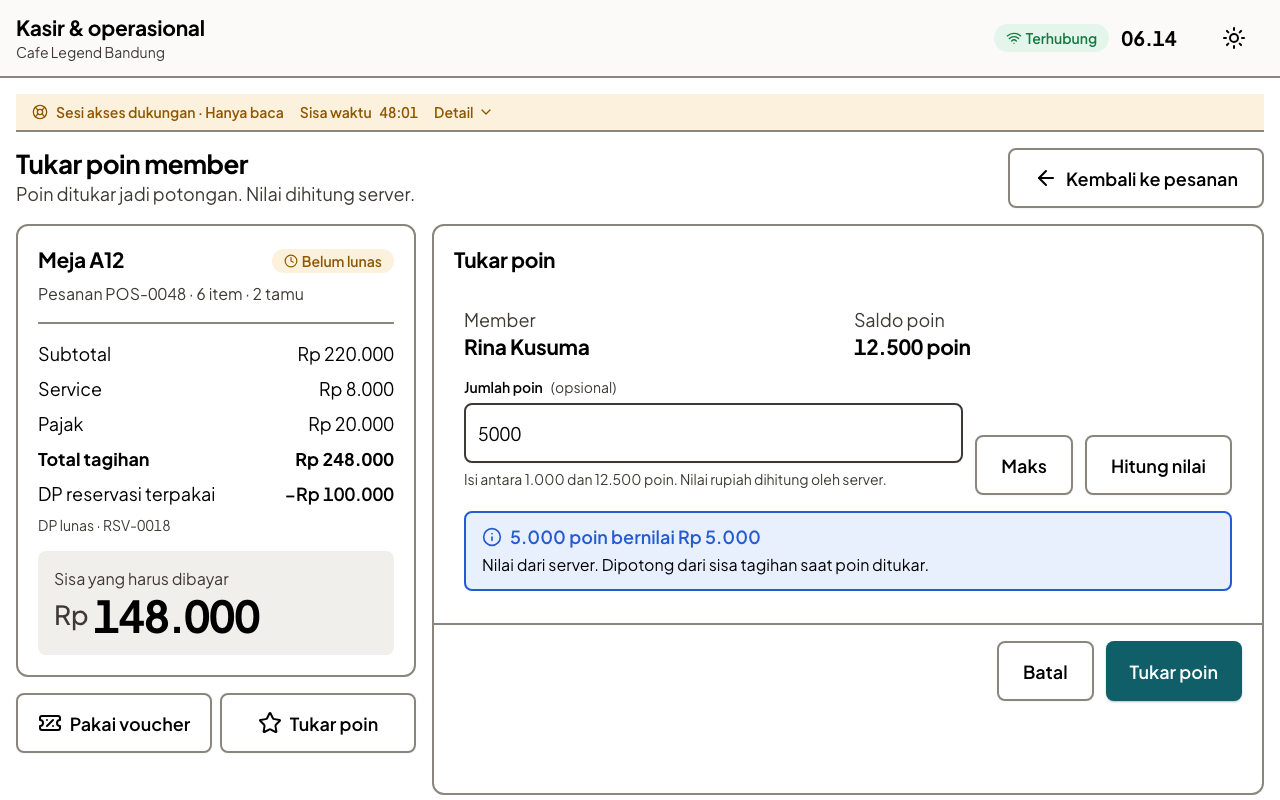 Kasir & operasional
Cafe Legend Bandung
Terhubung
06.14
Sesi akses dukungan · Hanya baca
Sisa waktu 48:01
Detail
Tukar poin member
Poin ditukar jadi potongan. Nilai dihitung server.
Kembali ke pesanan
Meja A12
Belum lunas
Pesanan POS-0048 · 6 item · 2 tamu
Subtotal Rp 220.000
Service Rp 8.000
Pajak Rp 20.000
Total tagihan Rp 248.000
DP reservasi terpakai −Rp 100.000
DP lunas · RSV-0018
Sisa yang harus dibayar
Rp 148.000
Pakai voucher
Tukar poin
Tukar poin
Member
Rina Kusuma
Saldo poin
12.500 poin
Jumlah poin (opsional)
5000
Isi antara 1.000 dan 12.500 poin. Nilai rupiah dihitung oleh server.
Maks
Hitung nilai
5.000 poin bernilai Rp 5.000
Nilai dari server. Dipotong dari sisa tagihan saat poin ditukar.
Batal
Tukar poin